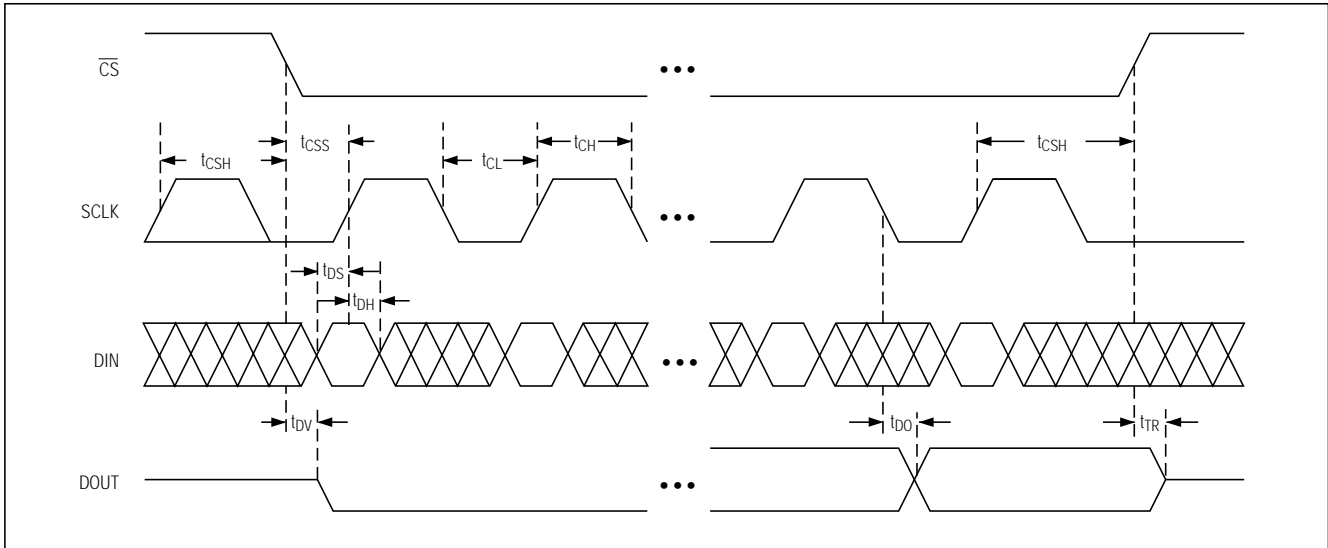 CS
•••
tCSS
tCSH
tCL
tCH
tCSH
SCLK
•••
tDS
tDH
DIN
•••
tDV
tDO
tTR
DOUT
•••